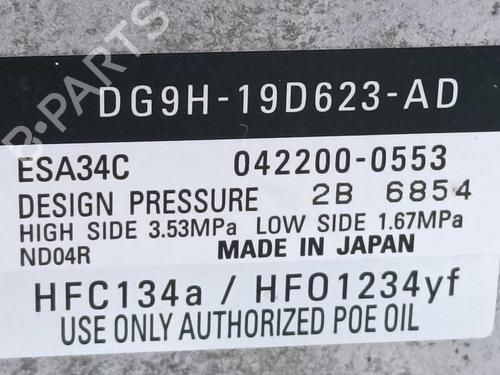 B-PARTS
DG9H-19D623-AD
ESA34C 042200-0553
DESIGN PRESSURE 2B 6854
HIGH SIDE 3.53MPa LOW SIDE 1.67MPa
ND04R MADE IN JAPAN
HFC134a / HFO1234yf
USE ONLY AUTHORIZED POE OIL